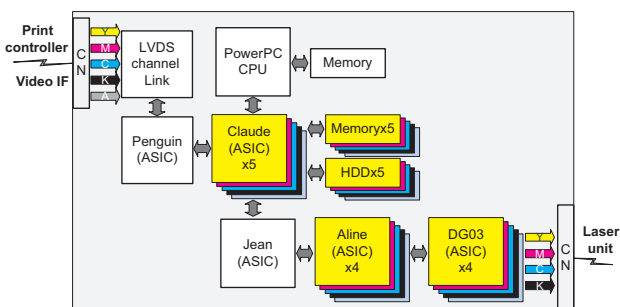 Print
controller
Video IF
C
N
Y
M
C
K
A
LVDS
channel
Link
PowerPC
CPU
Memory
Penguin
(ASIC)
Claude
(ASIC)
x5
Memoryx5
HDDx5
Jean
(ASIC)
Aline
(ASIC)
x4
DG03
(ASIC)
x4
Y
M
C
K
C
N
Laser
unit